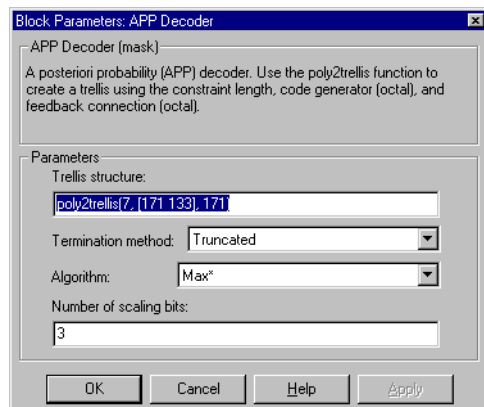 Block Parameters: APP Decoder
APP Decoder (mask)
A posteriori probability (APP) decoder. Use the poly2trellis function to
create a trellis using the constraint length, code generator (octal), and
feedback connection (octal).
Parameters
Trellis structure:
poly2trellis(7, [171 133], 171)
Termination method: Truncated
Algorithm: Max*
Number of scaling bits:
3
OK Cancel Help Apply